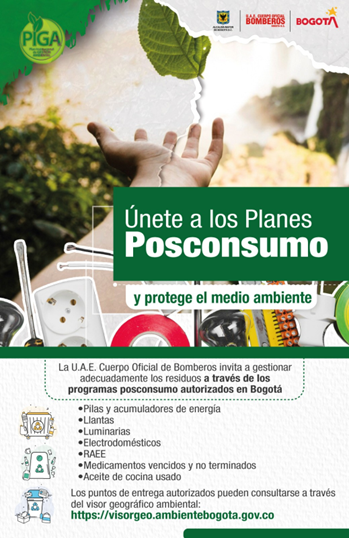 PIGA
U.A.E. CUERPO OFICIAL
BOMBEROS
BOGOTÁ
Únete a los Planes
Posconsumo
y protege el medio ambiente
La U.A.E. Cuerpo Oficial de Bomberos invita a gestionar
adecuadamente los residuos a través de los
programas posconsumo autorizados en Bogotá
•Pilas y acumuladores de energía
•Llantas
•Luminarias
•Electrodomésticos
•RAEE
•Medicamentos vencidos y no terminados
•Aceite de cocina usado
Los puntos de entrega autorizados pueden consultarse a través
del visor geográfico ambiental:
https://visorgeo.ambientebogota.gov.co